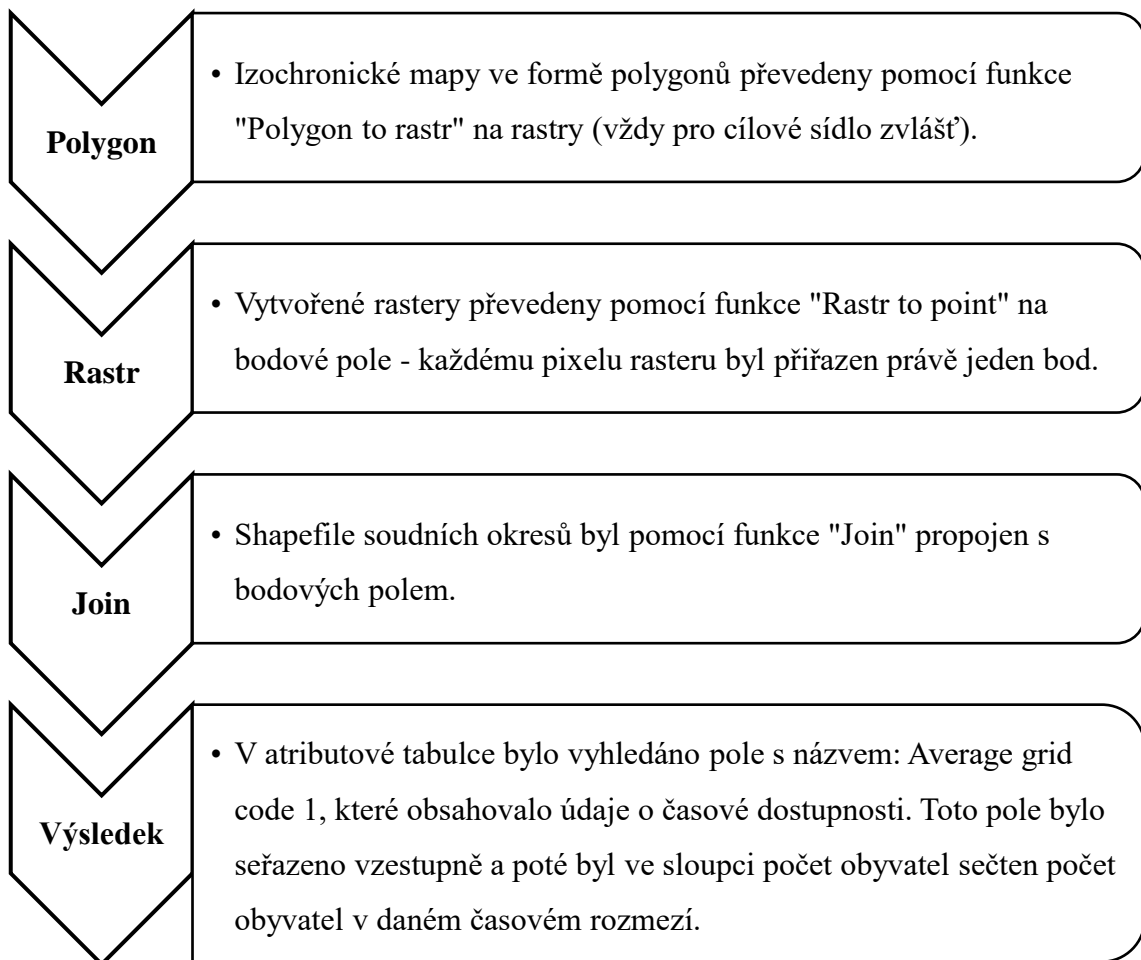 Polygon
• Izochronické mapy ve formě polygonů převedeny pomocí funkce
"Polygon to rastr" na rastry (vždy pro cílové sídlo zvlášť).
Rastr
• Vytvořené rastery převedeny pomocí funkce "Rastr to point" na
bodové pole - každému pixelu rasteru byl přiřazen právě jeden bod.
Join
• Shapefile soudních okresů byl pomocí funkce "Join" propojen s
bodových polem.
Výsledek
• V atributové tabulce bylo vyhledáno pole s názvem: Average grid
code 1, které obsahovalo údaje o časové dostupnosti. Toto pole bylo
seřazeno vzestupně a poté byl ve sloupci počet obyvatel sečten počet
obyvatel v daném časovém rozmezí.